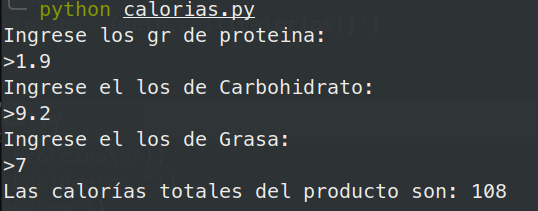 python calorias.py
Ingrese los gr de proteina:
>1.9
Ingrese el los de Carbohidrato:
>9.2
Ingrese el los de Grasa:
>7
Las calorías totales del producto son: 108